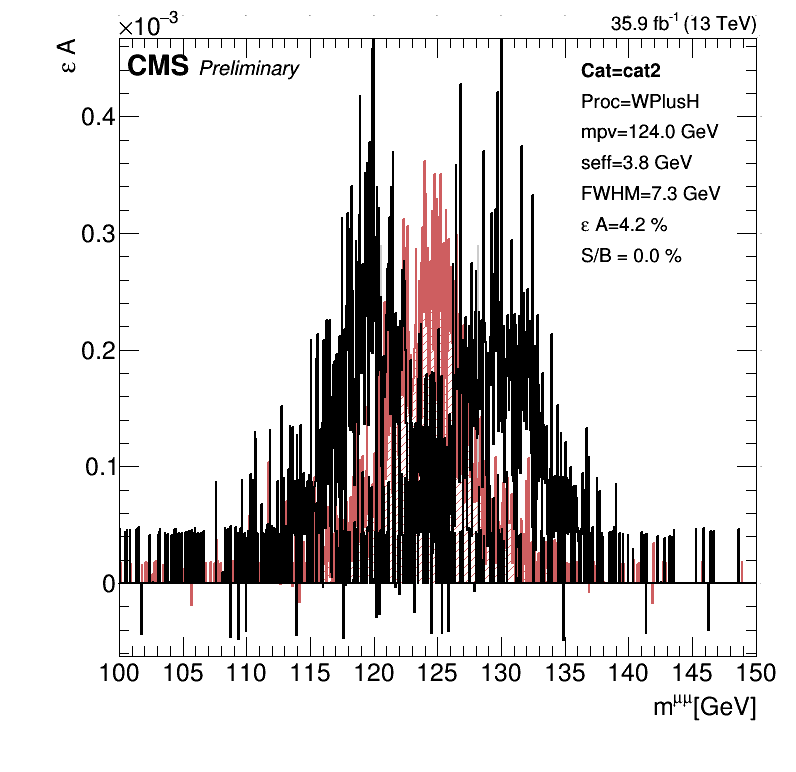 ×10⁻³
35.9 fb⁻¹ (13 TeV)
ε A
CMS Preliminary
Cat=cat2
Proc=WPlusH
mpv=124.0 GeV
seff=3.8 GeV
FWHM=7.3 GeV
ε A=4.2 %
S/B = 0.0 %
0.4
0.3
0.2
0.1
0
100 105 110 115 120 125 130 135 140 145 150
m^μμ[GeV]